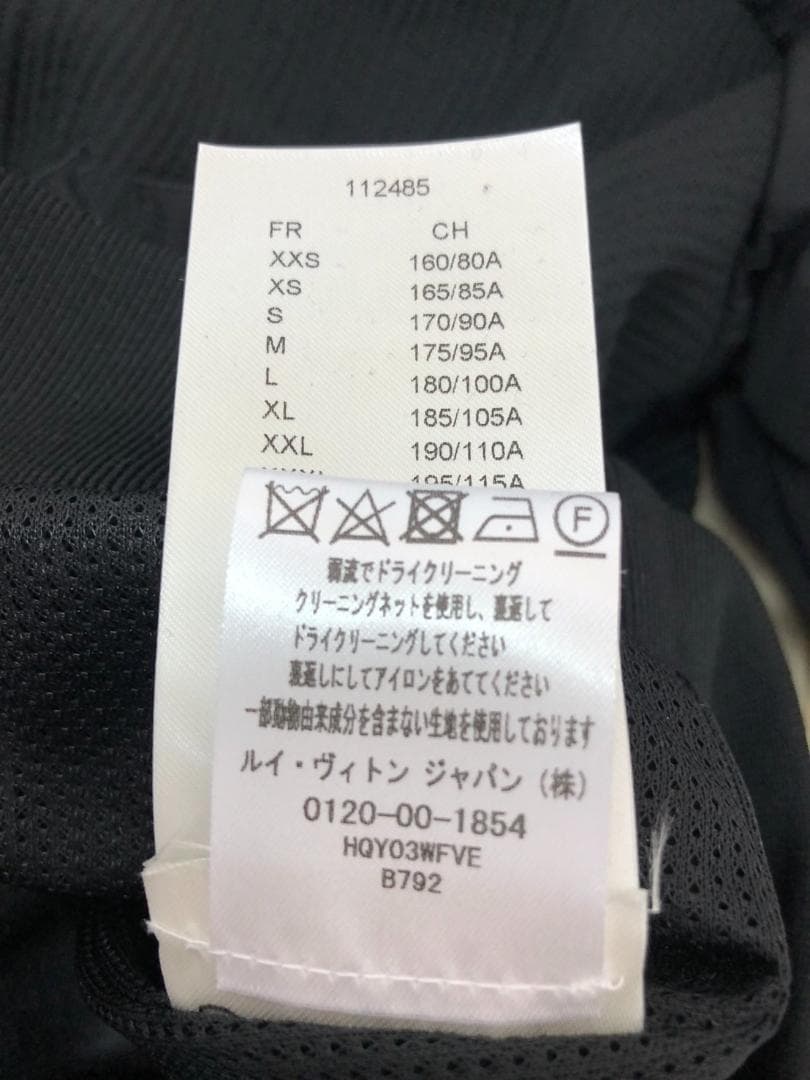 112485
FR CH
XXS 160/80A
XS 165/85A
S 170/90A
M 175/95A
L 180/100A
XL 185/105A
XXL 190/110A
195/115A
F
弱流でドライクリーニング
クリーニングネットを使用し、裏返して
ドライクリーニングしてください
裏返しにしてアイロンをあててください
一部動物由来成分を含まない生地を使用しております
ルイ・ヴィトン ジャパン (株)
0120-00-1854
HQY03WFVE
B792